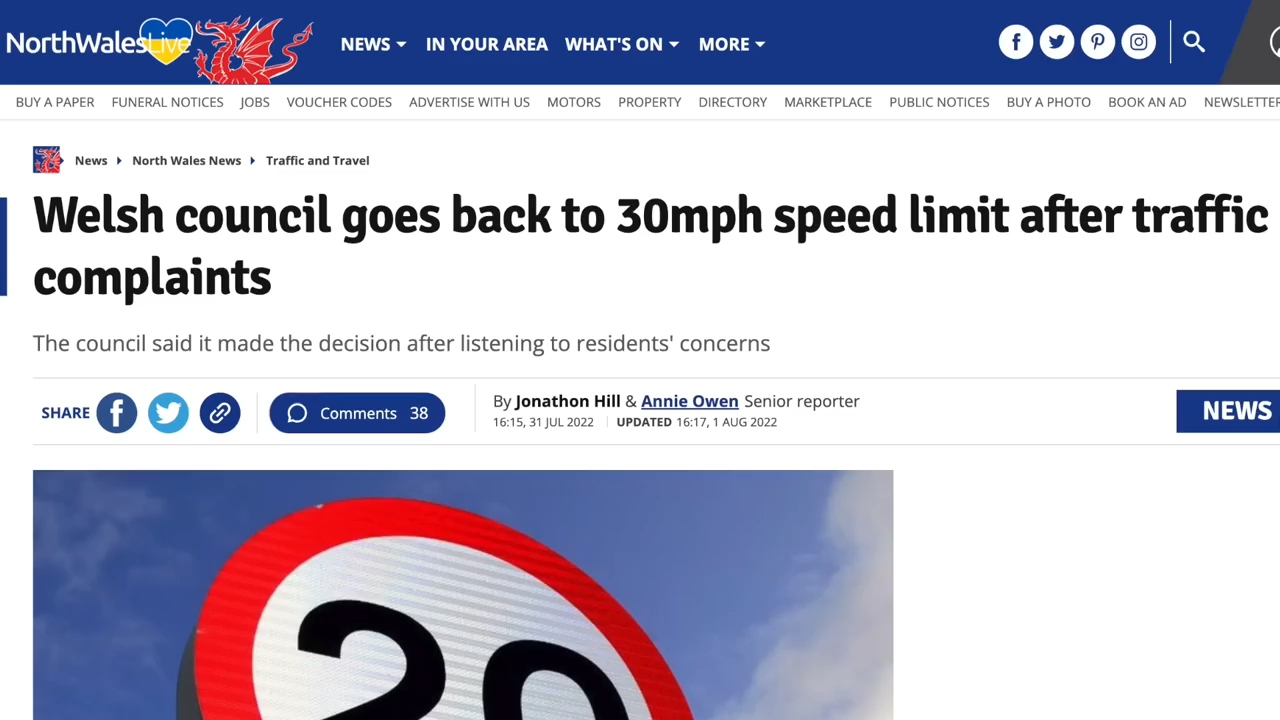 NorthWalesLive
NEWS IN YOUR AREA WHAT'S ON MORE
BUY A PAPER FUNERAL NOTICES JOBS VOUCHER CODES ADVERTISE WITH US MOTORS PROPERTY DIRECTORY MARKETPLACE PUBLIC NOTICES BUY A PHOTO BOOK AN AD NEWSLETTER
News North Wales News Traffic and Travel
Welsh council goes back to 30mph speed limit after traffic
complaints
The council said it made the decision after listening to residents' concerns
SHARE Comments 38
By Jonathon Hill & Annie Owen Senior reporter
16:15, 31 JUL 2022 UPDATED 16:17, 1 AUG 2022
NEWS
20